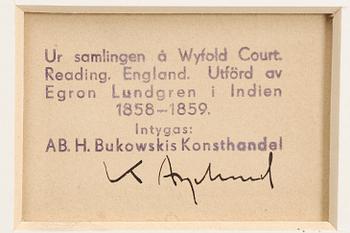 Ur samlingen å Wyfold Court.
Reading. England. Utförd av
Egron Lundgren i Indien
1858-1859.
Intygas:
AB. H. Bukowskis Konsthandel